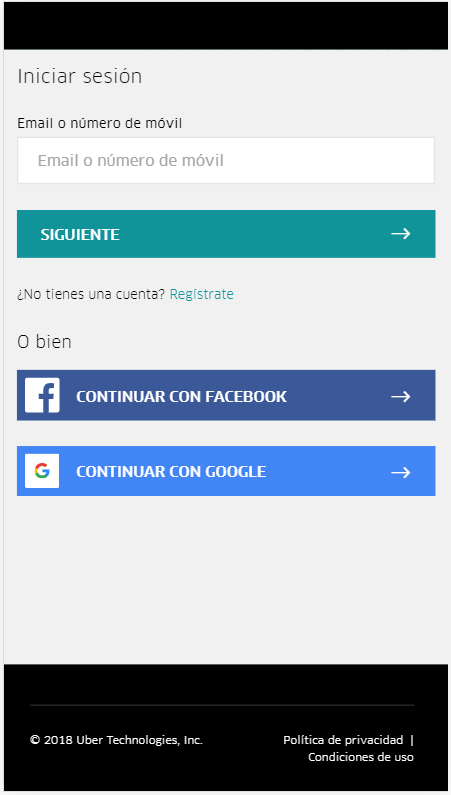 Iniciar sesión
Email o número de móvil
Email o número de móvil
SIGUIENTE
¿No tienes una cuenta? Regístrate
O bien
CONTINUAR CON FACEBOOK
CONTINUAR CON GOOGLE
© 2018 Uber Technologies, Inc.
Política de privacidad |
Condiciones de uso